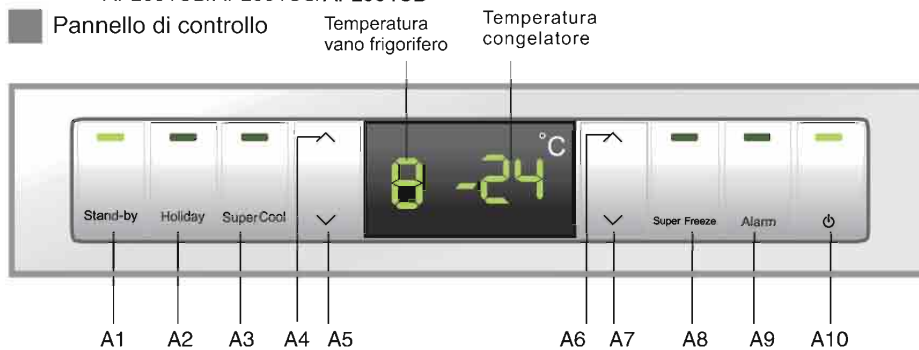 Pannello di controllo
Temperatura
vano frigorifero
Temperatura
congelatore
°C
8 -24
Stand-by Holiday SuperCool Super Freeze Alarm
A1 A2 A3 A4 A5 A6 A7 A8 A9 A10